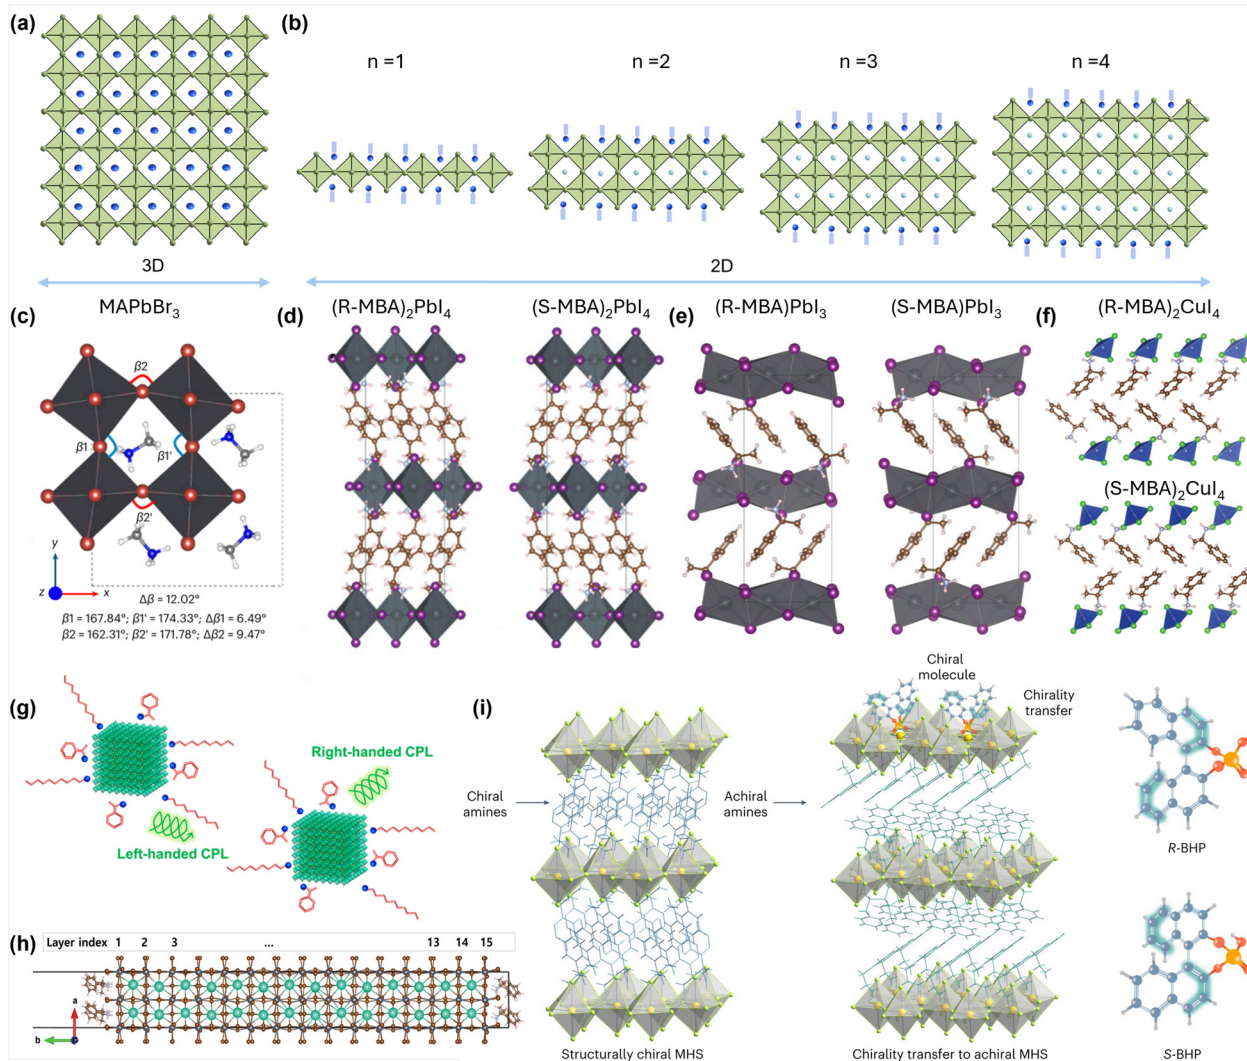 (a)
(b)
n =1
n =2
n =3
n =4
3D
2D
(c)
MAPbBr3
β2
β1
β1'
β2'
y
z
x
Δβ = 12.02°
β1 = 167.84°; β1' = 174.33°; Δβ1 = 6.49°
β2 = 162.31°; β2' = 171.78°; Δβ2 = 9.47°
(d)
(R-MBA)2PbI4
(S-MBA)2PbI4
(e)
(R-MBA)PbI3
(S-MBA)PbI3
(f)
(R-MBA)2CuI4
(S-MBA)2CuI4
(g)
Right-handed CPL
Left-handed CPL
(h)
Layer index 1 2 3 ... 13 14 15
a
b
(i)
Chiral
amines
Structurally chiral MHS
Chiral
molecule
Chirality
transfer
Achiral
amines
Chirality transfer to achiral MHS
R-BHP
S-BHP